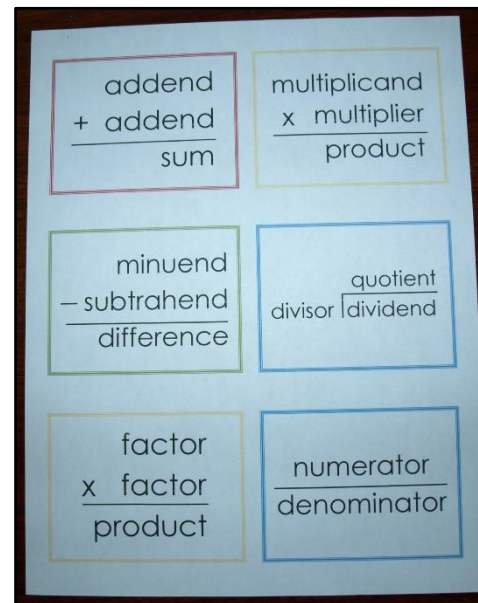 addend
+ addend
sum
multiplicand
x multiplier
product
minuend
– subtrahend
difference
quotient
divisor dividend
factor
x factor
product
numerator
denominator